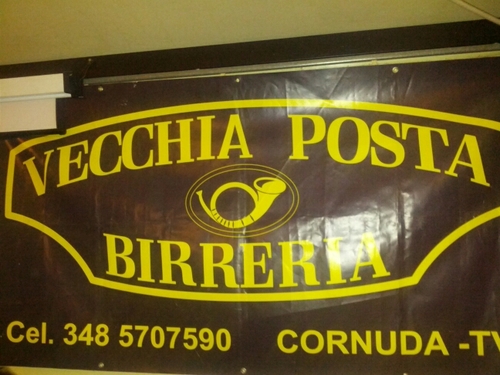 VECCHIA POSTA
BIRRERIA
Cel. 348 5707590 CORNUDA -TV